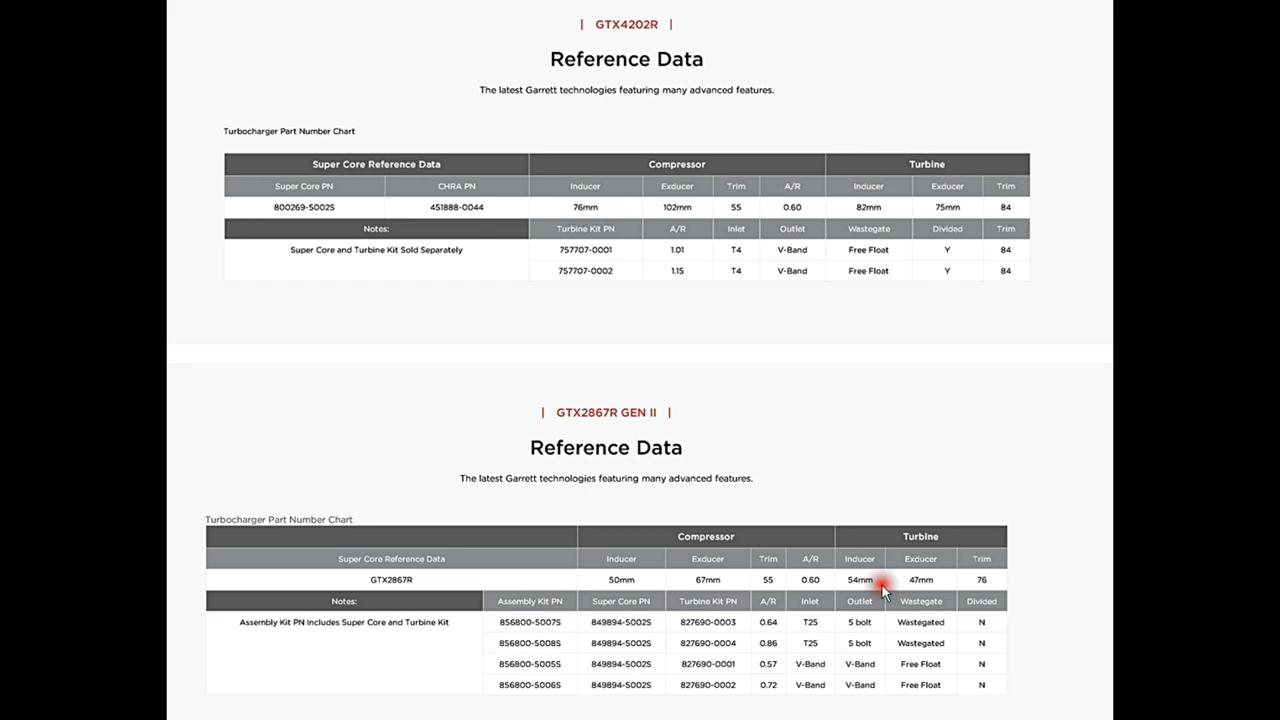 | GTX4202R |
Reference Data
The latest Garrett technologies featuring many advanced features.
Turbocharger Part Number Chart
Super Core Reference Data Compressor Turbine
Super Core PN CHRA PN Inducer Exducer Trim A/R Inducer Exducer Trim
800269-5002S 451888-0044 76mm 102mm 55 0.60 82mm 75mm 84
Notes: Turbine Kit PN A/R Inlet Outlet Wastegate Divided Trim
Super Core and Turbine Kit Sold Separately 757707-0001 1.01 T4 V-Band Free Float Y 84
757707-0002 1.15 T4 V-Band Free Float Y 84
| GTX2867R GEN II |
Reference Data
The latest Garrett technologies featuring many advanced features.
Turbocharger Part Number Chart
Compressor Turbine
Super Core Reference Data Inducer Exducer Trim A/R Inducer Exducer Trim
GTX2867R 50mm 67mm 55 0.60 54mm 47mm 76
Notes: Assembly Kit PN Super Core PN Turbine Kit PN A/R Inlet Outlet Wastegate Divided
Assembly Kit PN Includes Super Core and Turbine Kit 856800-5007S 849894-5002S 827690-0003 0.64 T25 5 bolt Wastegated N
856800-5008S 849894-5002S 827690-0004 0.86 T25 5 bolt Wastegated N
856800-5005S 849894-5002S 827690-0001 0.57 V-Band V-Band Free Float N
856800-5006S 849894-5002S 827690-0002 0.72 V-Band V-Band Free Float N